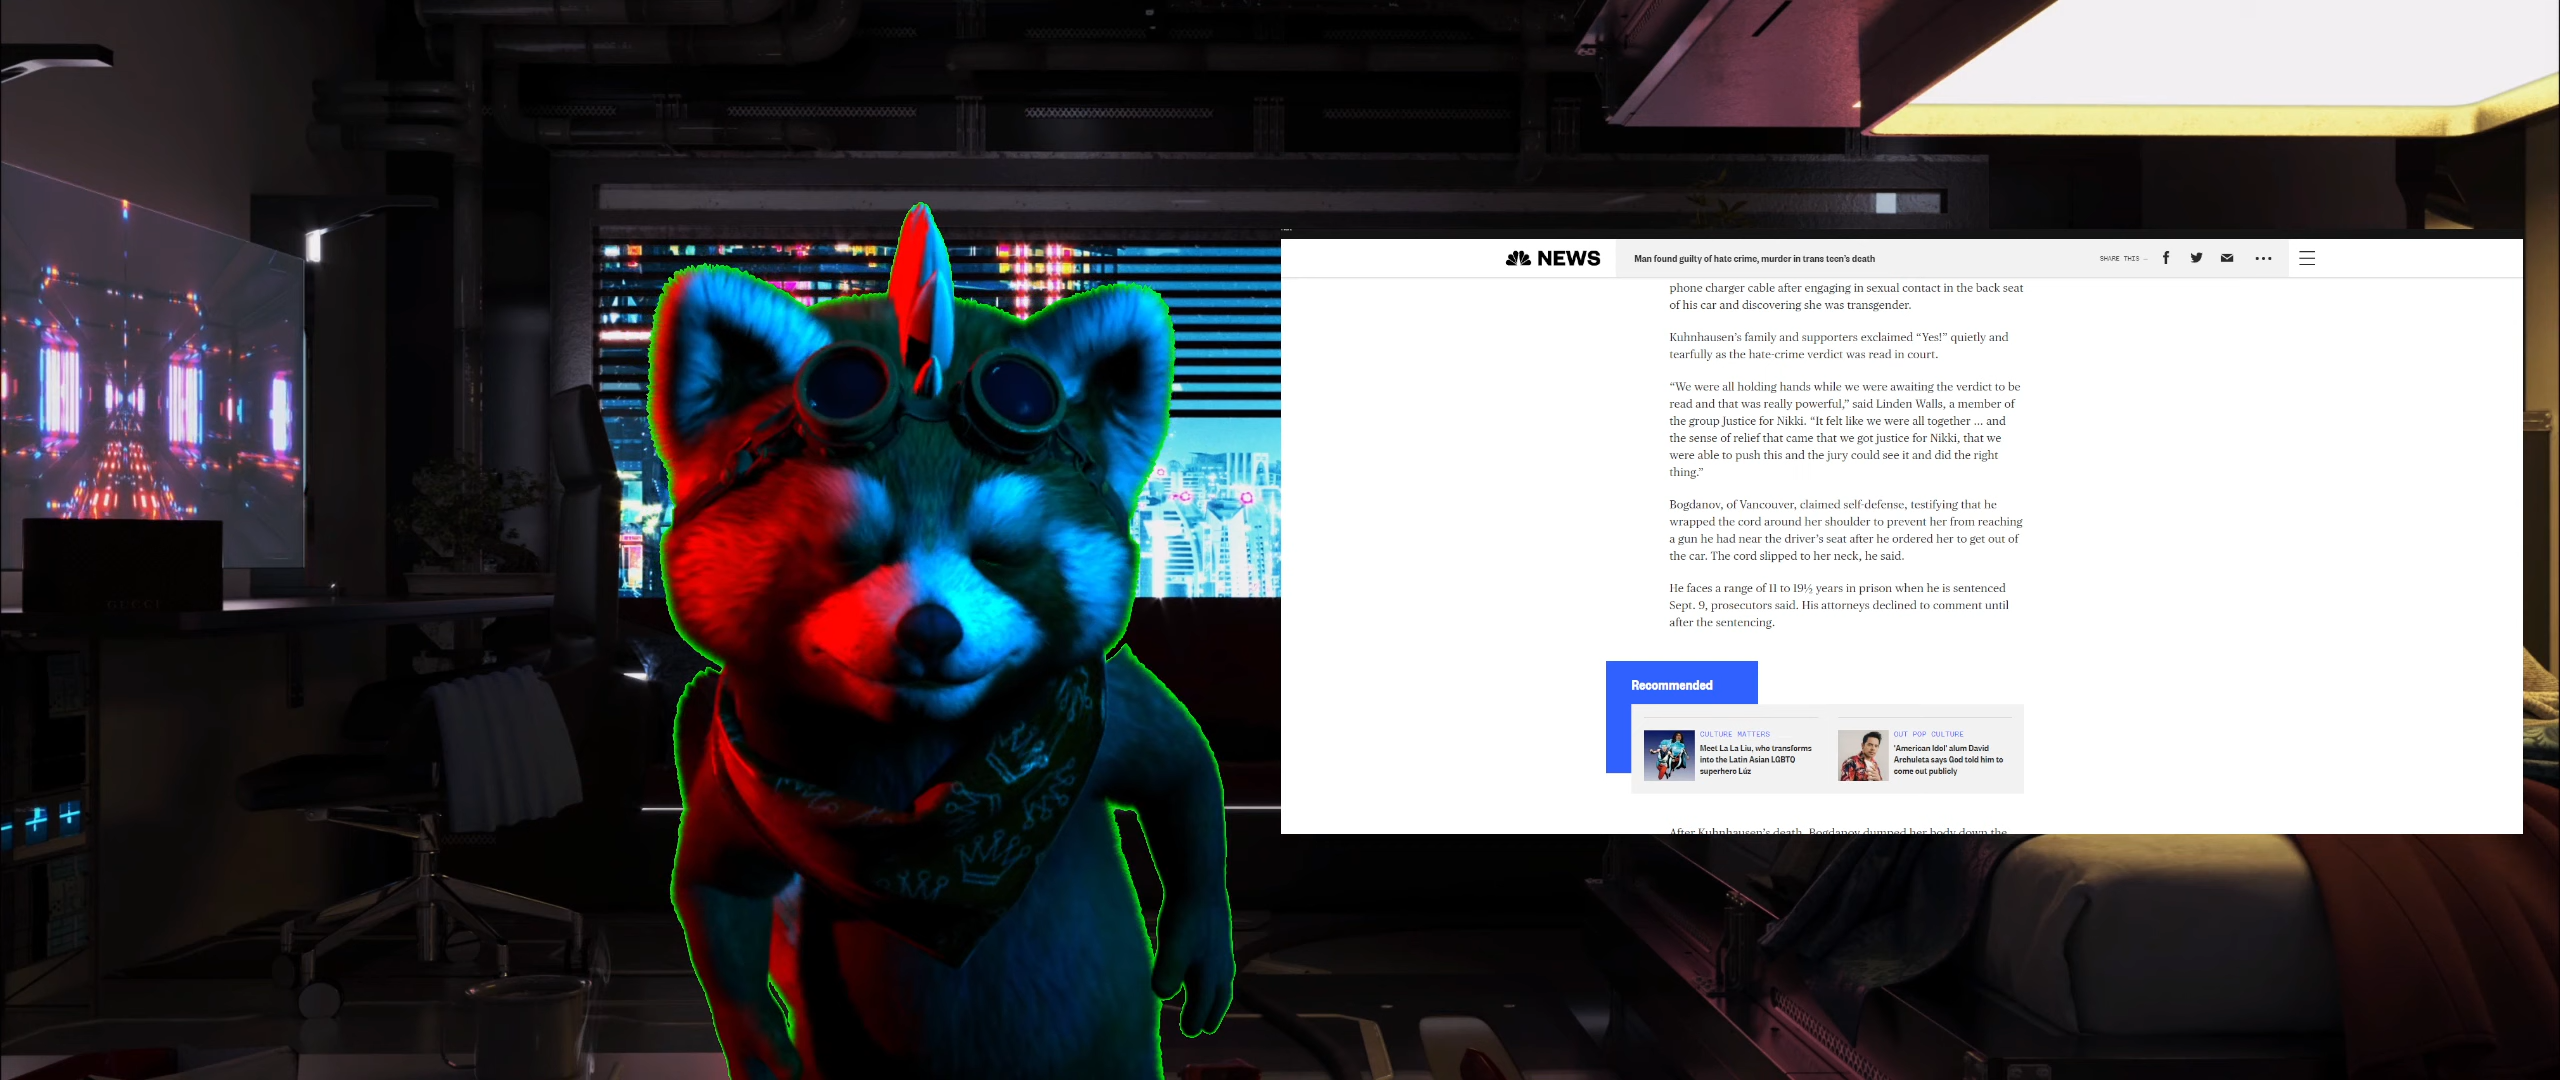 NEWS
Man found guilty of hate crime, murder in trans teen's death
SHARE THIS —
phone charger cable after engaging in sexual contact in the back seat
of his car and discovering she was transgender.
Kuhnhausen's family and supporters exclaimed “Yes!” quietly and
tearfully as the hate-crime verdict was read in court.
“We were all holding hands while we were awaiting the verdict to be
read and that was really powerful,” said Linden Walls, a member of
the group Justice for Nikki. “It felt like we were all together ... and
the sense of relief that came that we got justice for Nikki, that we
were able to push this and the jury could see it and did the right
thing.”
Bogdanov, of Vancouver, claimed self-defense, testifying that he
wrapped the cord around her shoulder to prevent her from reaching
a gun he had near the driver’s seat after he ordered her to get out of
the car. The cord slipped to her neck, he said.
He faces a range of 11 to 19½ years in prison when he is sentenced
Sept. 9, prosecutors said. His attorneys declined to comment until
after the sentencing.
Recommended
CULTURE MATTERS
Meet La La Liu, who transforms
into the Latin Asian LGBTQ
superhero Lúz
OUT POP CULTURE
'American Idol' alum David
Archuleta says God told him to
come out publicly
After Kuhnhausen’s death, Bogdanov dumped her body down the
GUCCI